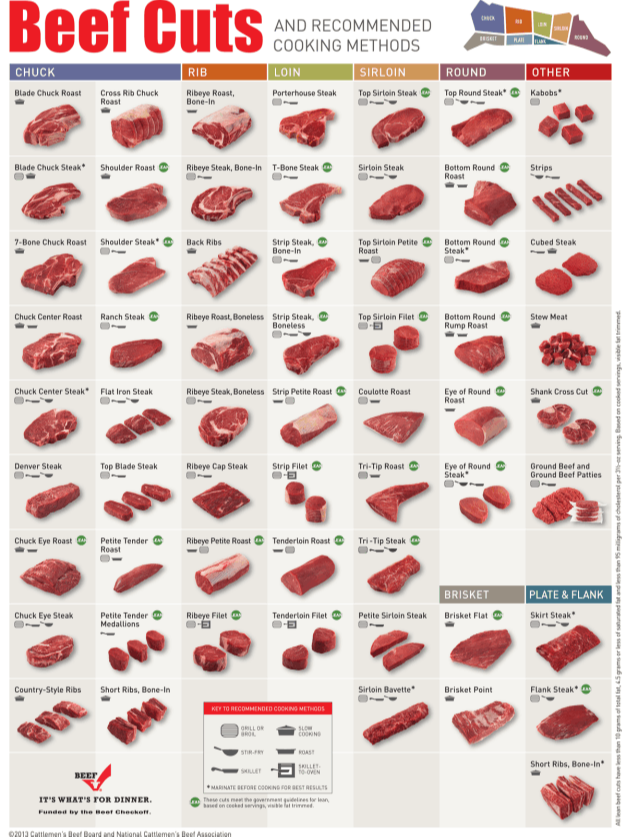 Beef Cuts
AND RECOMMENDED
COOKING METHODS
CHUCK
RIB
LOIN
SIRLOIN
ROUND
BRISKET
PLATE
FLANK
CHUCK
RIB
LOIN
SIRLOIN
ROUND
OTHER
Blade Chuck Roast
Cross Rib Chuck
Roast
Ribeye Roast,
Bone-In
Porterhouse Steak
Top Sirloin Steak
LEAN
Top Round Steak*
LEAN
Kabobs*
Blade Chuck Steak*
Shoulder Roast
LEAN
Ribeye Steak, Bone-In
T-Bone Steak
LEAN
Sirloin Steak
Bottom Round
Roast
LEAN
Strips
7-Bone Chuck Roast
Shoulder Steak*
LEAN
Back Ribs
Strip Steak,
Bone-In
LEAN
Top Sirloin Petite
Roast
LEAN
Bottom Round
Steak*
LEAN
Cubed Steak
Chuck Center Roast
Ranch Steak
LEAN
Ribeye Roast, Boneless
Strip Steak,
Boneless
LEAN
Top Sirloin Filet
LEAN
Bottom Round
Rump Roast
LEAN
Stew Meat
Chuck Center Steak*
Flat Iron Steak
Ribeye Steak, Boneless
Strip Petite Roast
LEAN
Coulotte Roast
Eye of Round
Roast
LEAN
Shank Cross Cut
LEAN
Denver Steak
Top Blade Steak
Ribeye Cap Steak
Strip Filet
LEAN
Tri-Tip Roast
LEAN
Eye of Round
Steak*
LEAN
Ground Beef and
Ground Beef Patties
Chuck Eye Roast
LEAN
Petite Tender
Roast
LEAN
Ribeye Petite Roast
LEAN
Tenderloin Roast
LEAN
Tri -Tip Steak
LEAN
BRISKET
PLATE & FLANK
Chuck Eye Steak
Petite Tender
Medallions
LEAN
Ribeye Filet
LEAN
Tenderloin Filet
LEAN
Petite Sirloin Steak
Brisket Flat
LEAN
Skirt Steak*
Country-Style Ribs
Short Ribs, Bone-In
Sirloin Bavette*
Brisket Point
Flank Steak*
LEAN
Short Ribs, Bone-In*
KEY TO RECOMMENDED COOKING METHODS
GRILL OR
BROIL
SLOW
COOKING
STIR-FRY
ROAST
SKILLET
SKILLET-
TO-OVEN
* MARINATE BEFORE COOKING FOR BEST RESULTS
LEAN
These cuts meet the government guidelines for lean,
based on cooked servings, visible fat trimmed.
BEEF
IT'S WHAT'S FOR DINNER.
Funded by the Beef Checkoff.
©2013 Cattlemen's Beef Board and National Cattlemen's Beef Association
All lean beef cuts have less than 10 grams of total fat, 4.5 grams or less of saturated fat and less than 95 milligrams of cholesterol per 3½-oz serving. Based on cooked servings, visible fat trimmed.